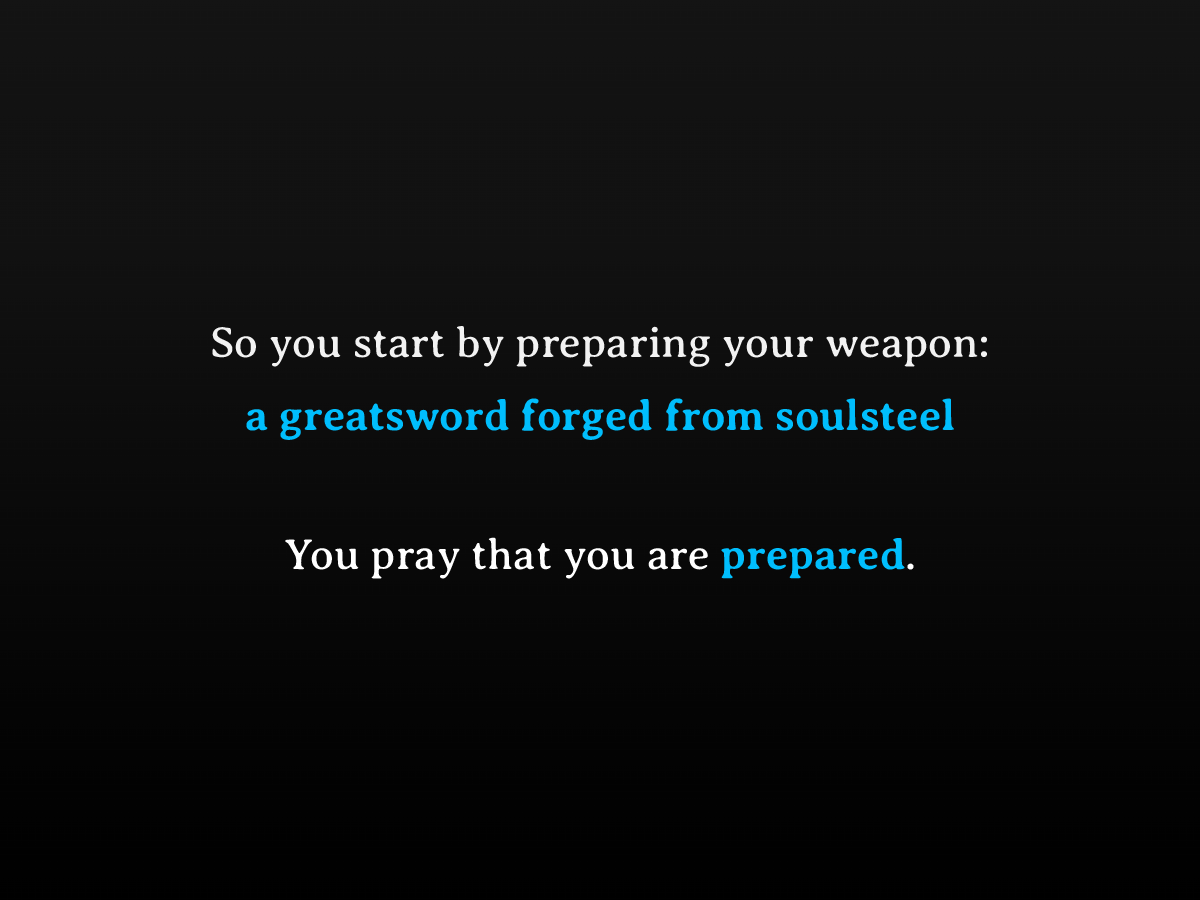 So you start by preparing your weapon:
a greatsword forged from soulsteel
You pray that you are prepared.